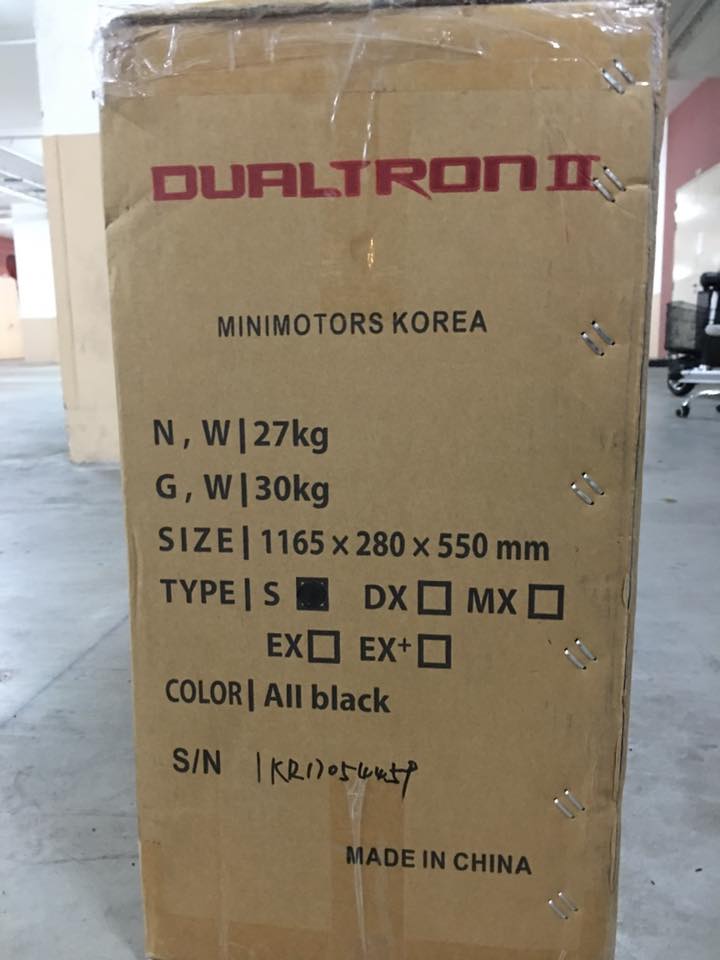 DUALTRON II
MINIMOTORS KOREA
N, W | 27kg
G, W | 30kg
SIZE | 1165 x 280 x 550 mm
TYPE | S ■ DX □ MX □
EX □ EX⁺ □
COLOR | All black
S/N
MADE IN CHINA